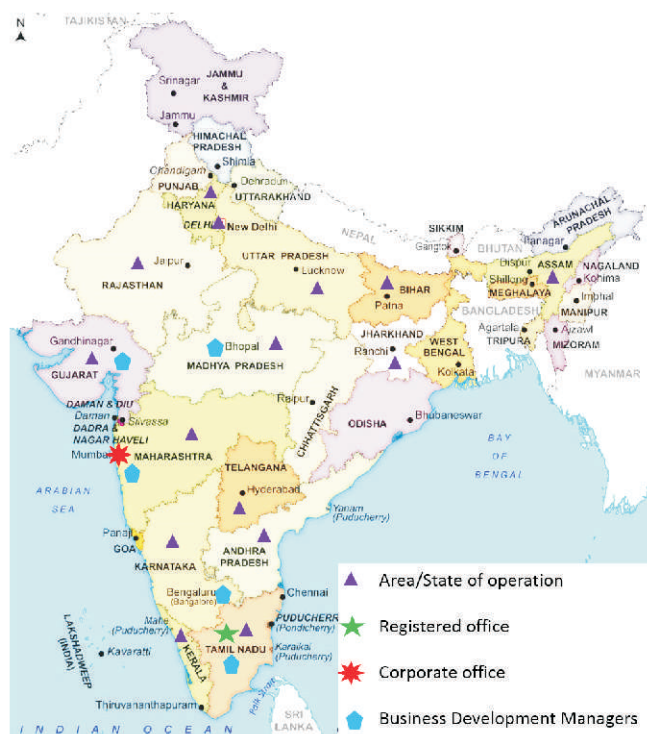 TAJIKISTAN
N
JAMMU
&
KASHMIR
Srinagar
Jammu
HIMACHAL
PRADESH
Shimla
Chandigarh
PUNJAB
Dehradun
UTTARAKHAND
HARYANA
DELHI
New Delhi
NEPAL
SIKKIM
Gangtok
BHUTAN
ARUNACHAL
PRADESH
Itanagar
UTTAR PRADESH
Lucknow
Jaipur
RAJASTHAN
BIHAR
Patna
Dispur
ASSAM
Shillong
MEGHALAYA
NAGALAND
Kohima
Imphal
MANIPUR
BANGLADESH
Agartala
TRIPURA
Aizawl
MIZORAM
MYANMAR
Gandhinagar
GUJARAT
Bhopal
MADHYA PRADESH
JHARKHAND
Ranchi
WEST
BENGAL
Kolkata
Raipur
CHHATTISGARH
ODISHA
Bhubaneswar
DAMAN & DIU
Daman
Silvassa
DADRA &
NAGAR HAVELI
Mumbai
MAHARASHTRA
TELANGANA
Hyderabad
BAY
OF
BENGAL
ARABIAN
SEA
Yanam
(Puducherry)
Panaji
GOA
KARNATAKA
ANDHRA
PRADESH
Bengaluru
(Bangalore)
Chennai
Mahe
(Puducherry)
PUDUCHERR
(Pondicherry)
TAMIL NADU
Karaikal
(Puducherry)
KERALA
LAKSHADWEEP
(INDIA)
Kavaratti
Thiruvananthapuram
Palk Strait
SRI
LANKA
INDIAN OCEAN
Area/State of operation
Registered office
Corporate office
Business Development Managers